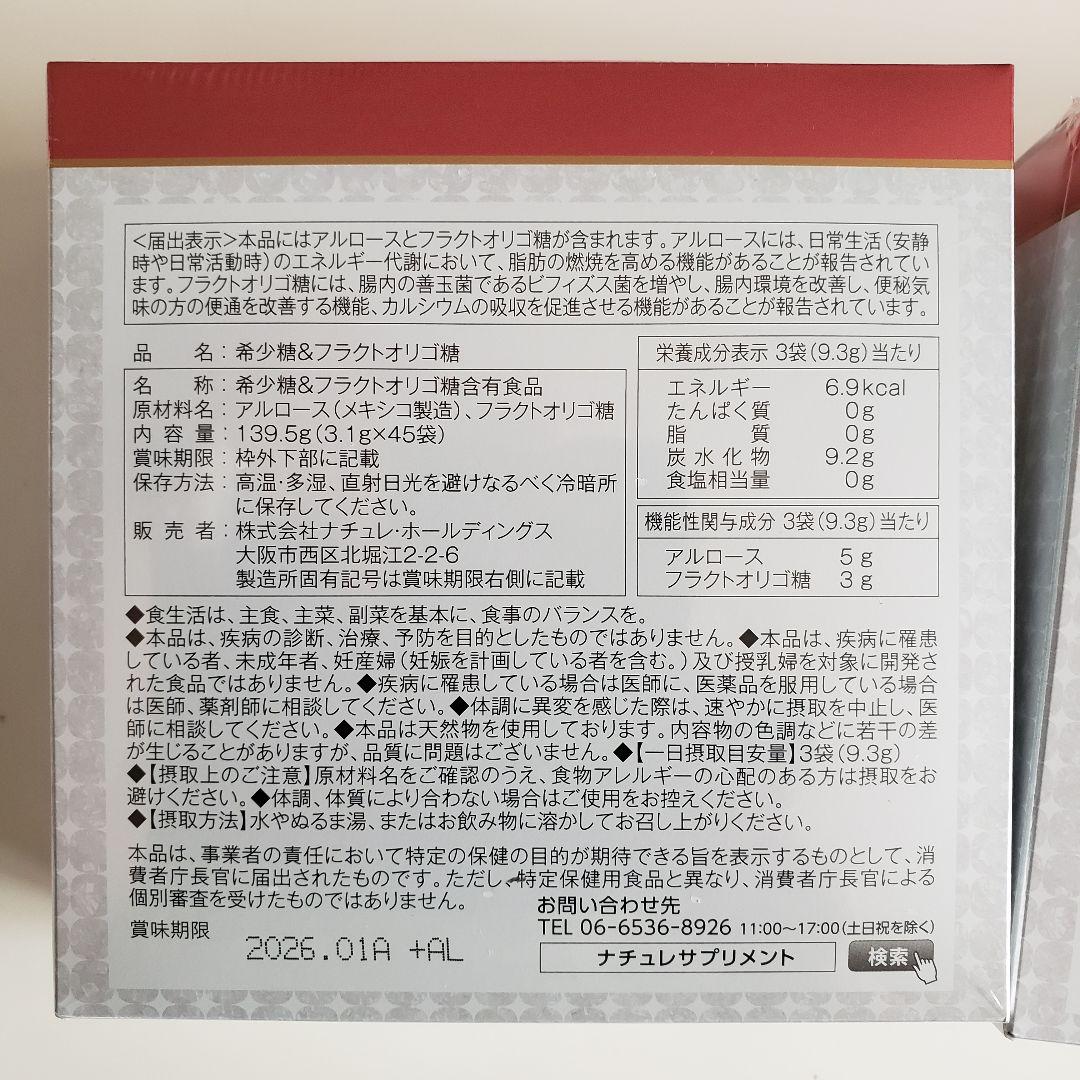 <届出表示>本品にはアルロースとフラクトオリゴ糖が含まれます。アルロースには、日常生活（安静
時や日常活動時）のエネルギー代謝において、脂肪の燃焼を高める機能があることが報告されてい
ます。フラクトオリゴ糖には、腸内の善玉菌であるビフィズス菌を増やし、腸内環境を改善し、便秘気
味の方の便通を改善する機能、カルシウムの吸収を促進させる機能があることが報告されています。
品名：希少糖&フラクトオリゴ糖
名称：希少糖&フラクトオリゴ糖含有食品
原材料名：アルロース（メキシコ製造）、フラクトオリゴ糖
内容量：139.5g（3.1g×45袋）
賞味期限：枠外下部に記載
保存方法：高温・多湿、直射日光を避けなるべく冷暗所
に保存してください。
販売者：株式会社ナチュレ・ホールディングス
大阪市西区北堀江2-2-6
製造所固有記号は賞味期限右側に記載
栄養成分表示 3袋（9.3g）当たり
エネルギー 6.9kcal
たんぱく質 0g
脂質 0g
炭水化物 9.2g
食塩相当量 0g
機能性関与成分 3袋（9.3g）当たり
アルロース 5g
フラクトオリゴ糖 3g
◆食生活は、主食、主菜、副菜を基本に、食事のバランスを。
◆本品は、疾病の診断、治療、予防を目的としたものではありません。◆本品は、疾病に罹患
している者、未成年者、妊産婦（妊娠を計画している者を含む。）及び授乳婦を対象に開発さ
れた食品ではありません。◆疾病に罹患している場合は医師に、医薬品を服用している場合
は医師、薬剤師に相談してください。◆体調に異変を感じた際は、速やかに摂取を中止し、医
師に相談してください。◆本品は天然物を使用しております。内容物の色調などに若干の差
が生じることがありますが、品質に問題はございません。◆【一日摂取目安量】3袋（9.3g）
◆【摂取上のご注意】原材料名をご確認のうえ、食物アレルギーの心配のある方は摂取をお
避けください。◆体調、体質により合わない場合はご使用をお控えください。
◆【摂取方法】水やぬるま湯、またはお飲み物に溶かしてお召し上がりください。
本品は、事業者の責任において特定の保健の目的が期待できる旨を表示するものとして、消
費者庁長官に届出されたものです。ただし、特定保健用食品と異なり、消費者庁長官による
個別審査を受けたものではありません。
賞味期限 2026.01A +AL
お問い合わせ先
TEL 06-6536-8926 11:00～17:00（土日祝を除く）
ナチュレサプリメント 検索